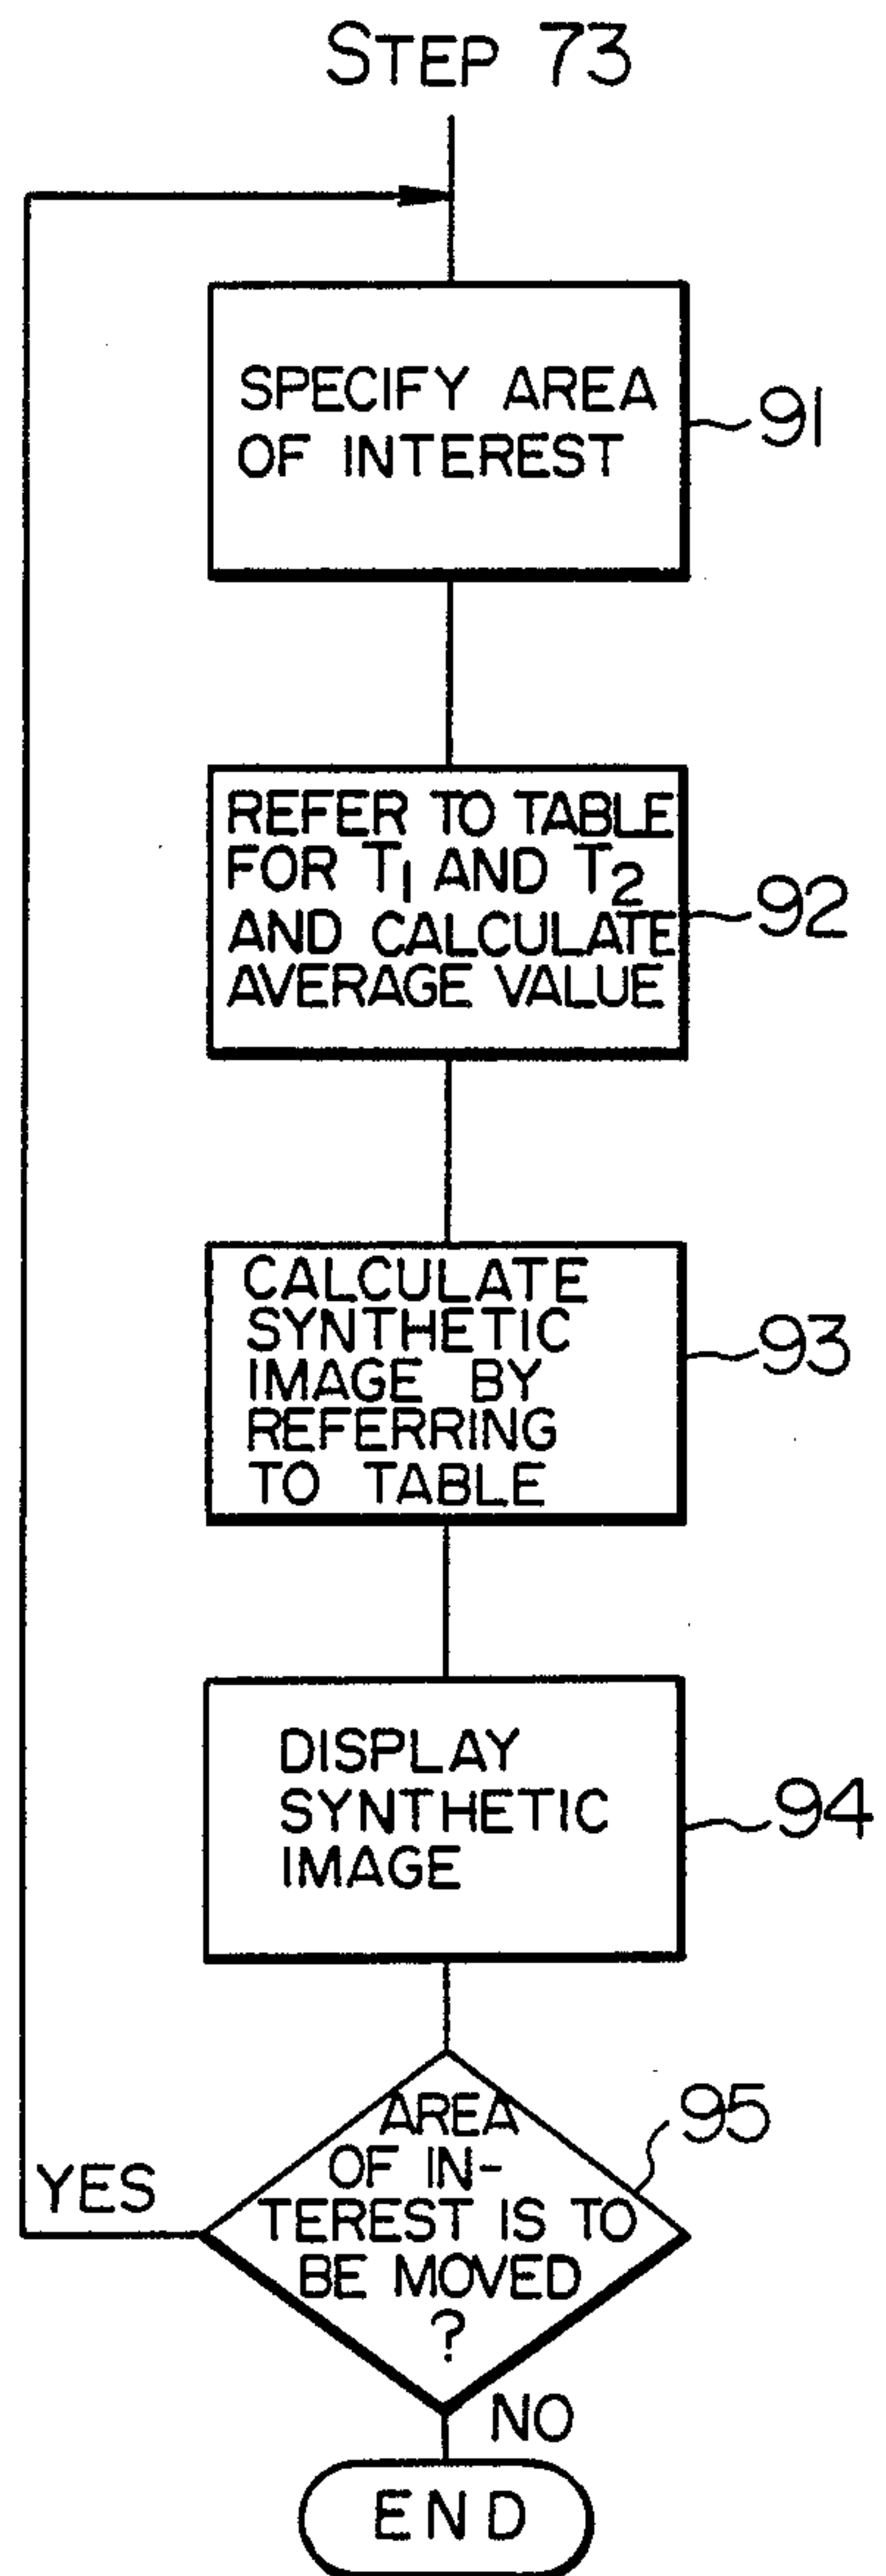 STEP 73
SPECIFY AREA
OF INTEREST
91
REFER TO TABLE
FOR T1 AND T2
AND CALCULATE
AVERAGE VALUE
92
CALCULATE
SYNTHETIC
IMAGE BY
REFERRING
TO TABLE
93
DISPLAY
SYNTHETIC
IMAGE
94
AREA
OF IN-
TEREST IS TO
BE MOVED
?
95
YES
NO
END